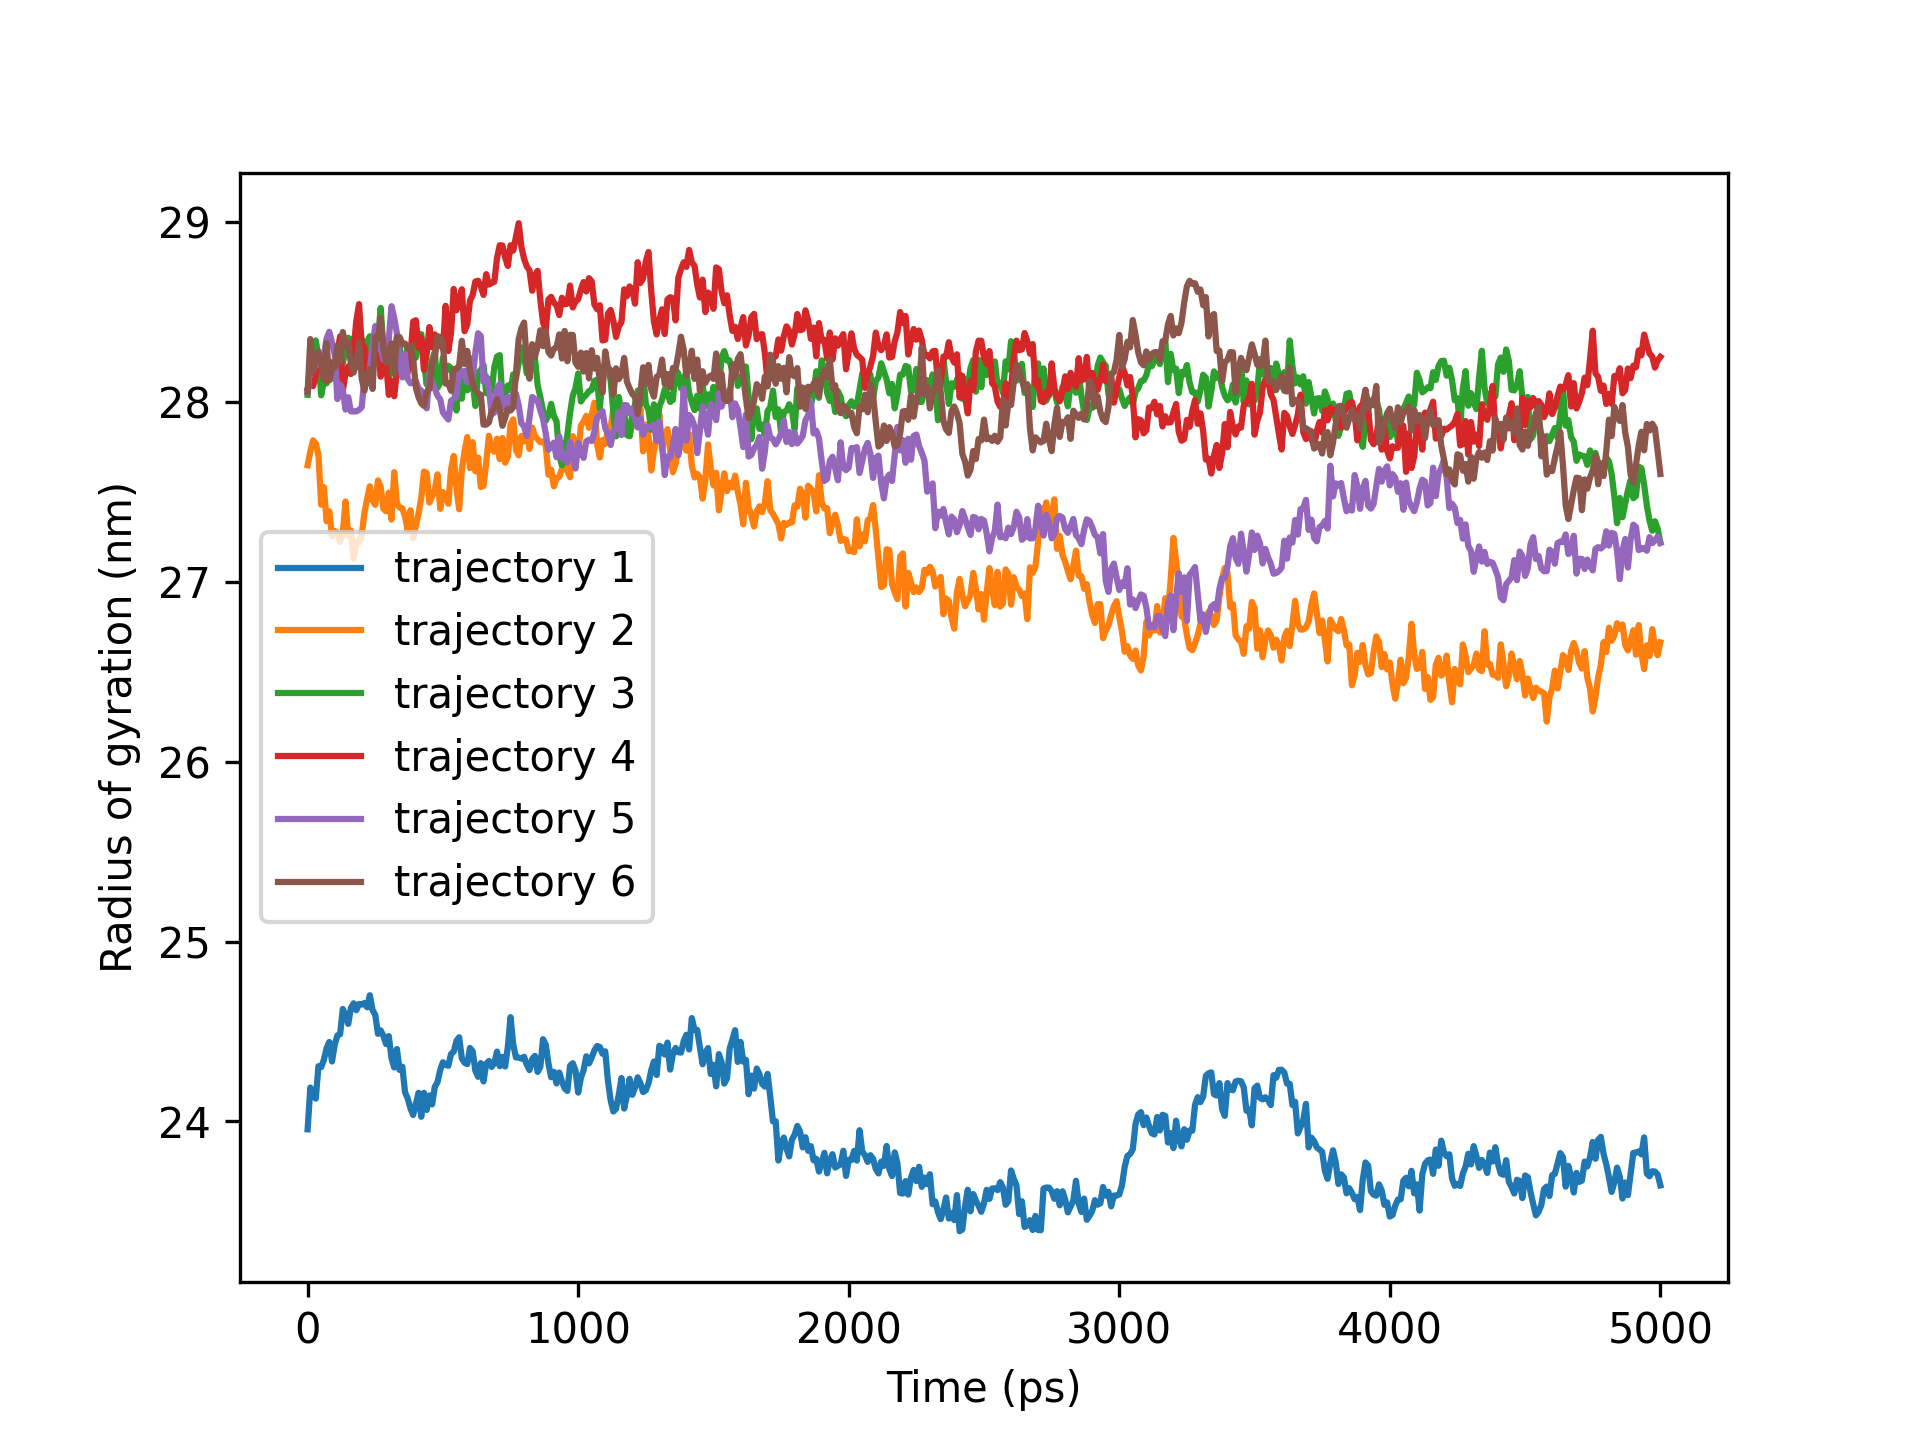 29
28
27
26
25
24
Radius of gyration (nm)
trajectory 1
trajectory 2
trajectory 3
trajectory 4
trajectory 5
trajectory 6
0 1000 2000 3000 4000 5000
Time (ps)